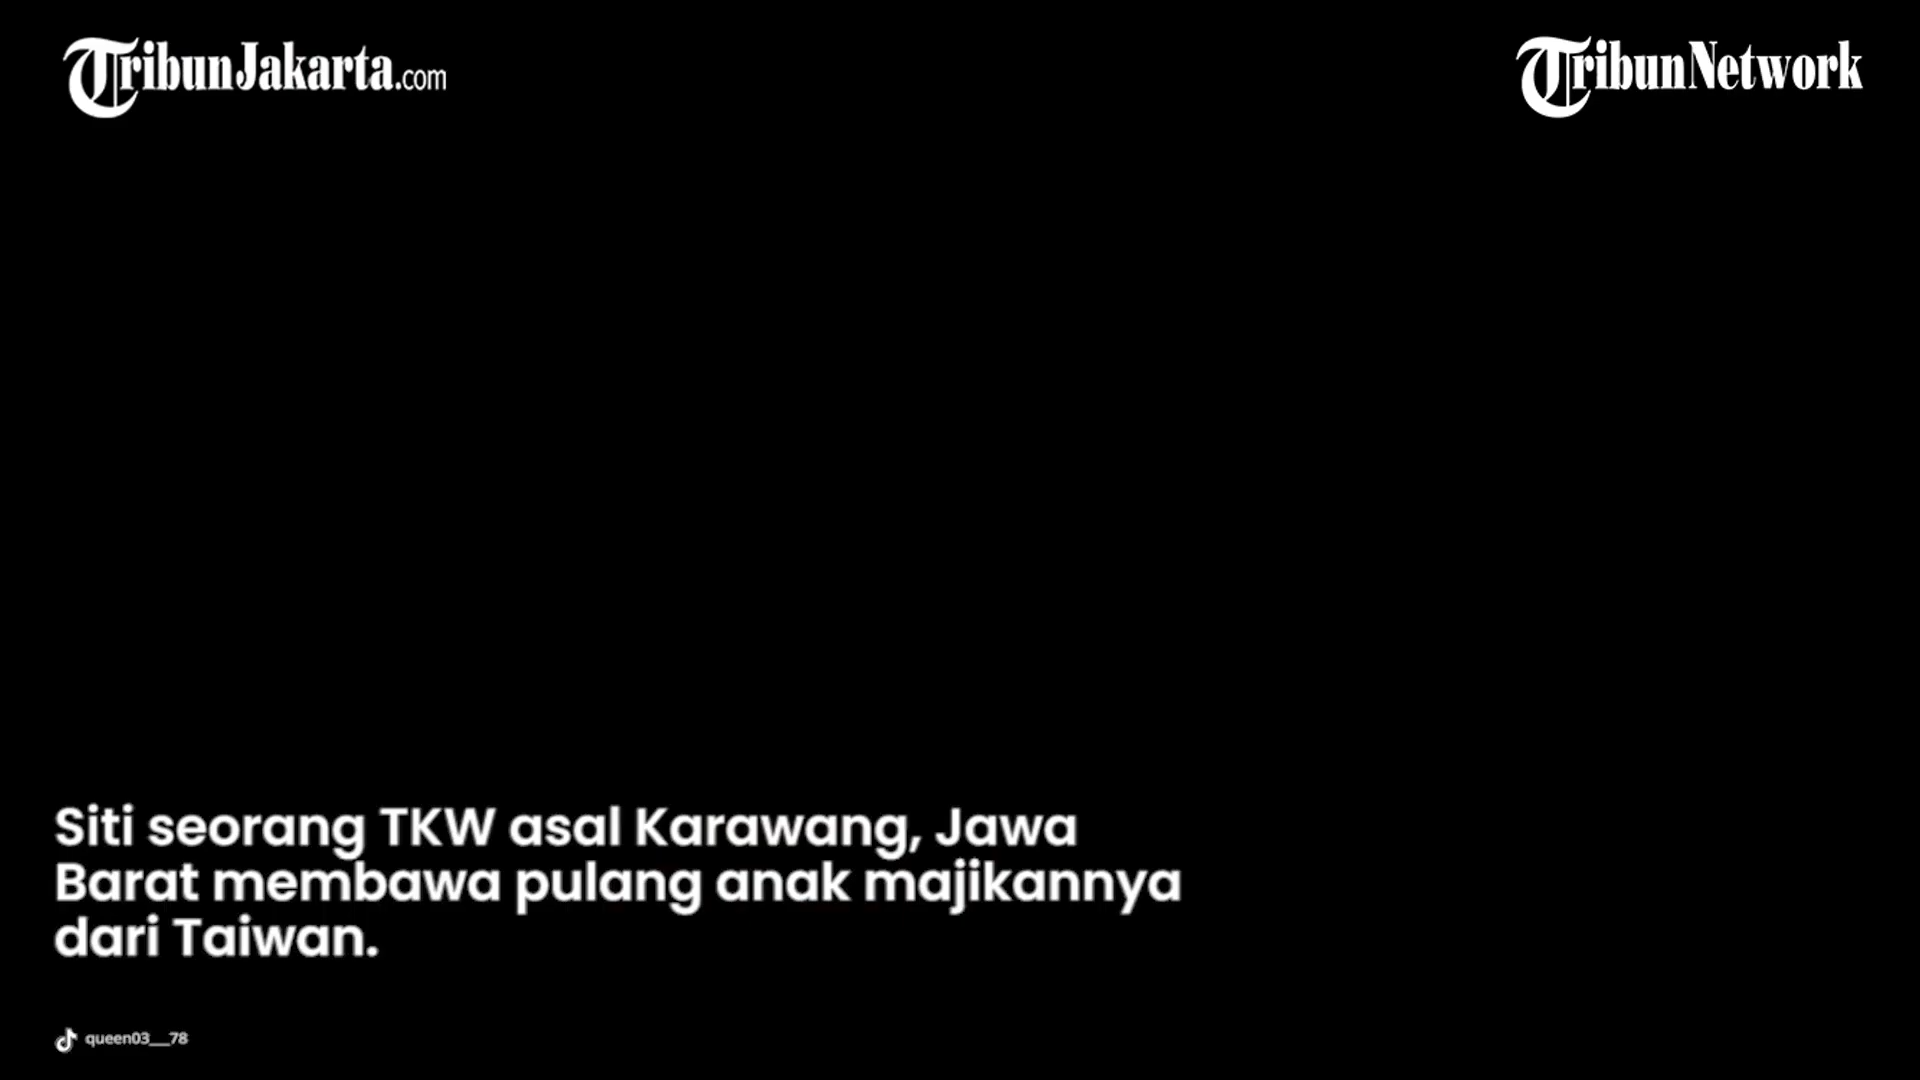 TribunJakarta.com
TribunNetwork
Siti seorang TKW asal Karawang, Jawa
Barat membawa pulang anak majikannya
dari Taiwan.
queen03__78